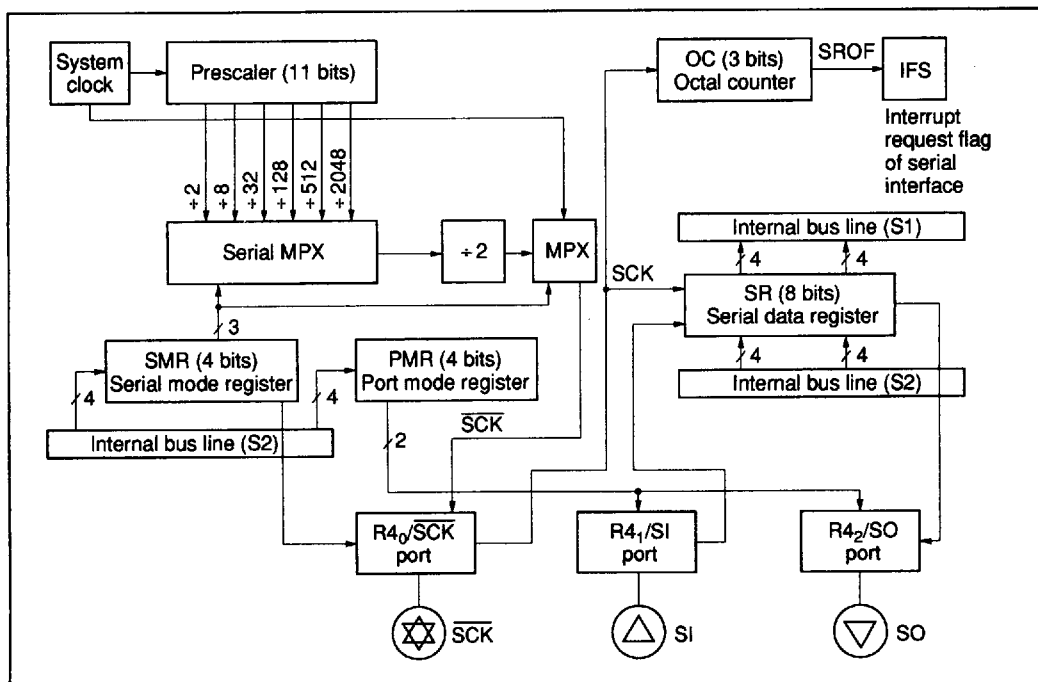 System
clock
Prescaler (11 bits)
OC (3 bits)
Octal counter
SROF
IFS
Interrupt
request flag
of serial
interface
÷2
÷8
÷32
÷128
÷512
÷2048
Serial MPX
÷2
MPX
Internal bus line (S1)
4
4
SCK
SR (8 bits)
Serial data register
4
4
Internal bus line (S2)
3
SMR (4 bits)
Serial mode register
PMR (4 bits)
Port mode register
4
4
2
Internal bus line (S2)
S̅C̅K̅
R4₀/S̅C̅K̅
port
R4₁/SI
port
R4₂/SO
port
S̅C̅K̅
SI
SO